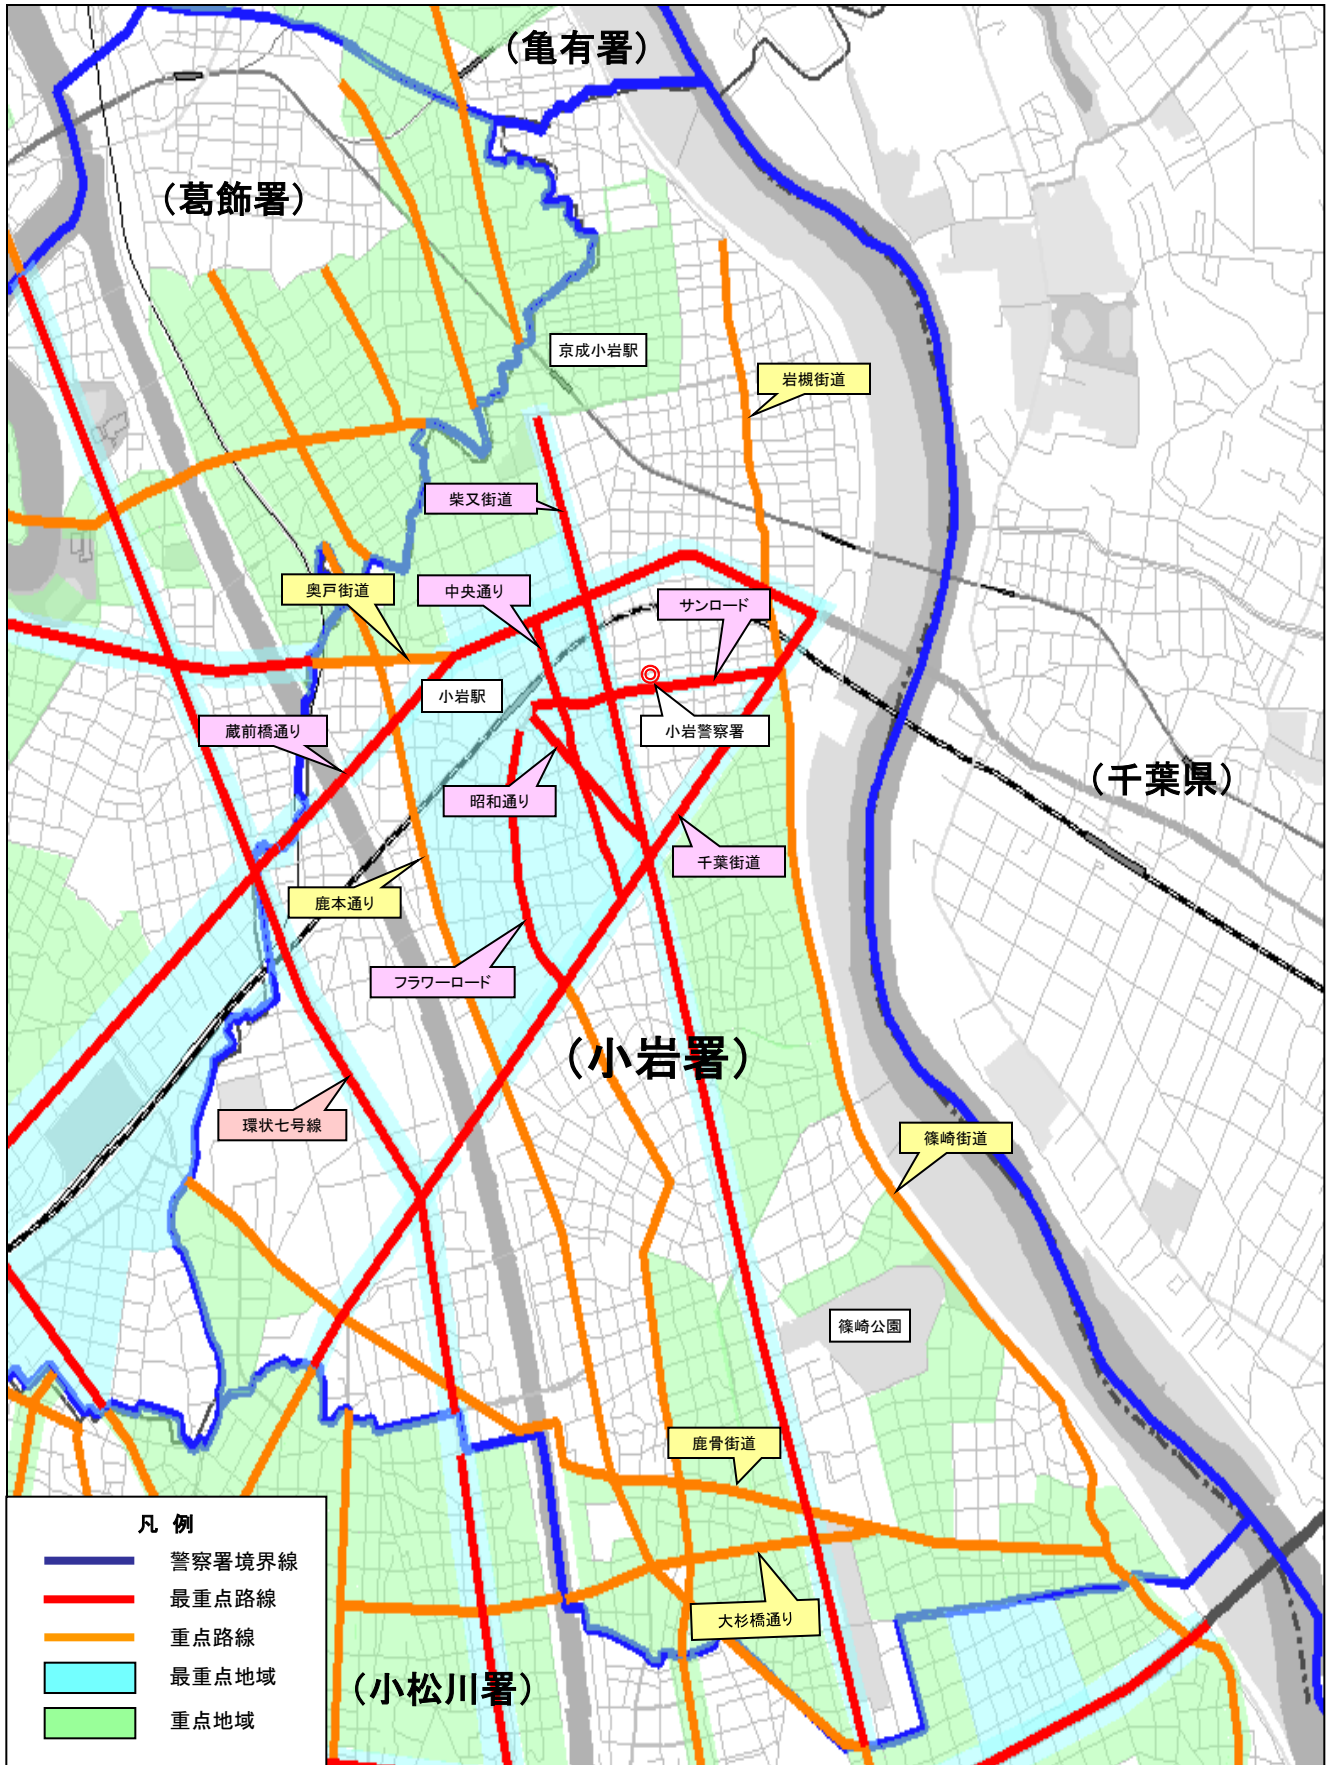 (亀有署)
(葛飾署)
京成小岩駅
岩槻街道
柴又街道
奥戸街道
中央通り
サンロード
小岩駅
蔵前橋通り
小岩警察署
(千葉県)
昭和通り
千葉街道
鹿本通り
フラワーロード
(小岩署)
環状七号線
篠崎街道
篠崎公園
鹿骨街道
大杉橋通り
(小松川署)
凡 例
警察署境界線
最重点路線
重点路線
最重点地域
重点地域